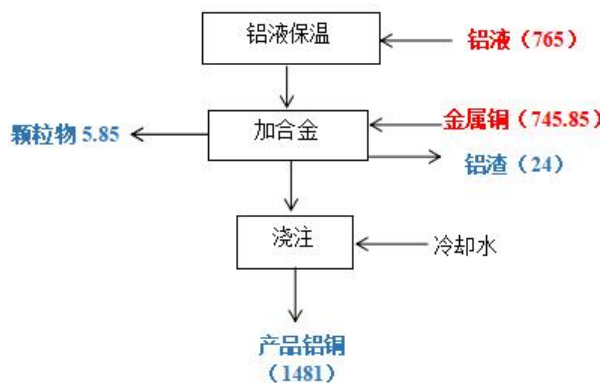 铝液保温
铝液（765）
颗粒物 5.85
加合金
金属铜（745.85）
铝渣（24）
浇注
冷却水
产品铝铜
（1481）